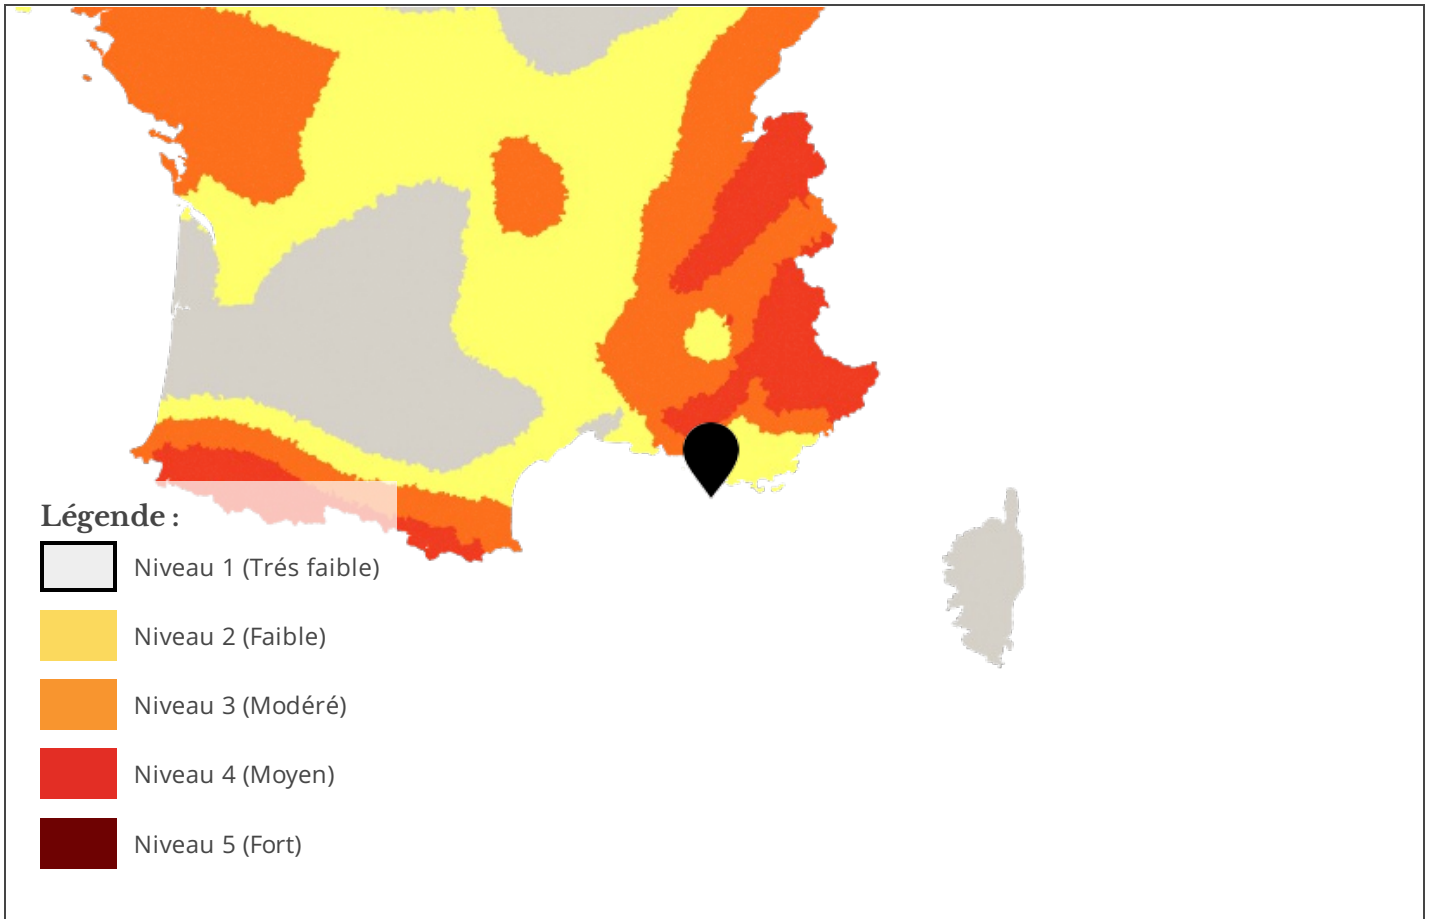 Légende :
Niveau 1 (Trés faible)
Niveau 2 (Faible)
Niveau 3 (Modéré)
Niveau 4 (Moyen)
Niveau 5 (Fort)